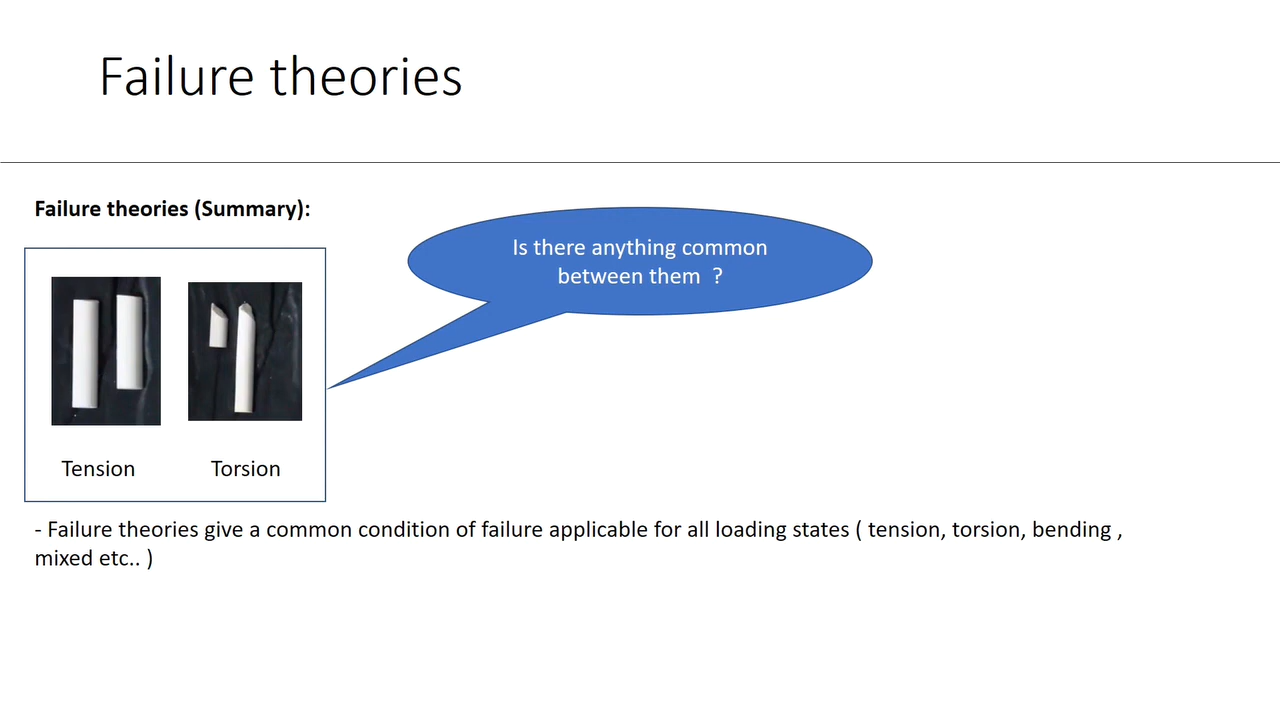 Failure theories
Failure theories (Summary):
Is there anything common
between them  ?
Tension
Torsion
- Failure theories give a common condition of failure applicable for all loading states ( tension, torsion, bending ,
mixed etc.. )